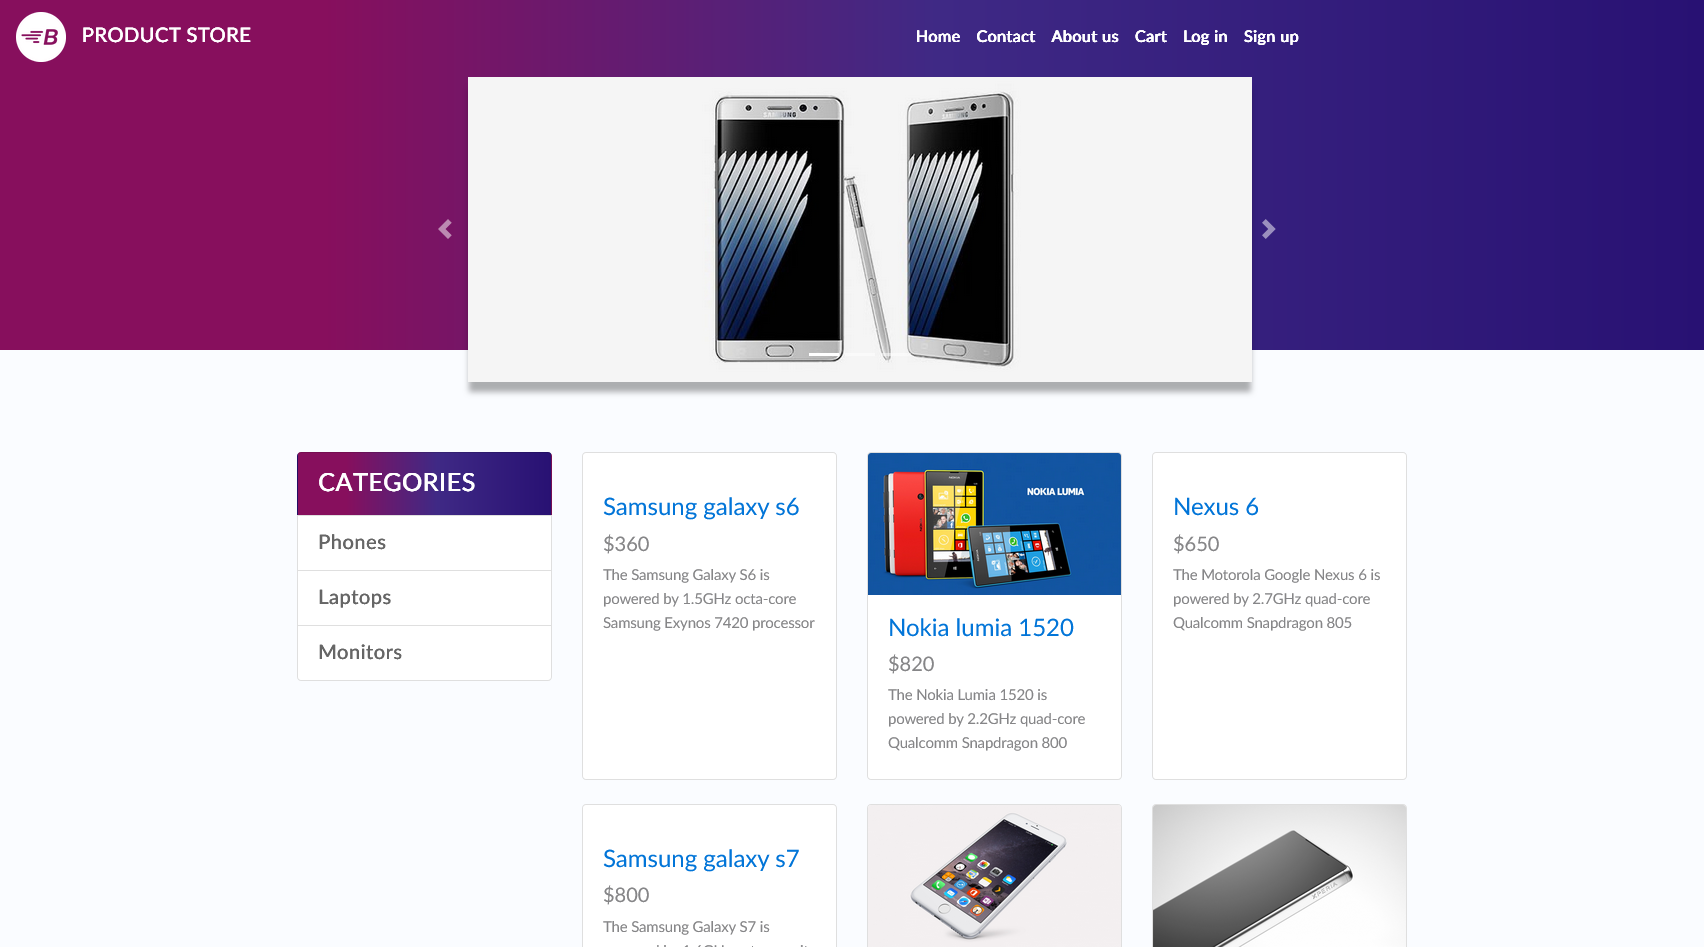 B PRODUCT STORE
Home Contact About us Cart Log in Sign up
SAMSUNG
SAMSUNG
CATEGORIES
Phones
Laptops
Monitors
Samsung galaxy s6
$360
The Samsung Galaxy S6 is
powered by 1.5GHz octa-core
Samsung Exynos 7420 processor
NOKIA LUMIA
Nokia lumia 1520
$820
The Nokia Lumia 1520 is
powered by 2.2GHz quad-core
Qualcomm Snapdragon 800
Nexus 6
$650
The Motorola Google Nexus 6 is
powered by 2.7GHz quad-core
Qualcomm Snapdragon 805
Samsung galaxy s7
$800
The Samsung Galaxy S7 is
XPERIA